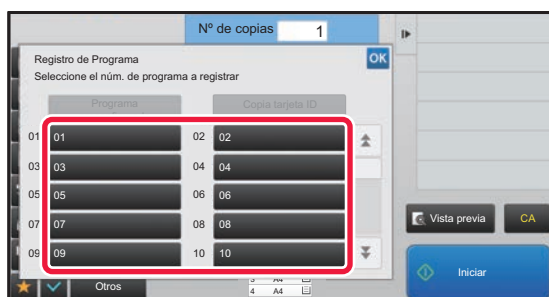 Nº de copias 1
Registro de Programa
OK
Seleccione el núm. de programa a registrar
Programa
Copia tarjeta ID
01 01
02 02
03 03
04 04
05 05
06 06
07 07
08 08
09 09
10 10
Vista previa
CA
Iniciar
Otros
3 A4
4 A4